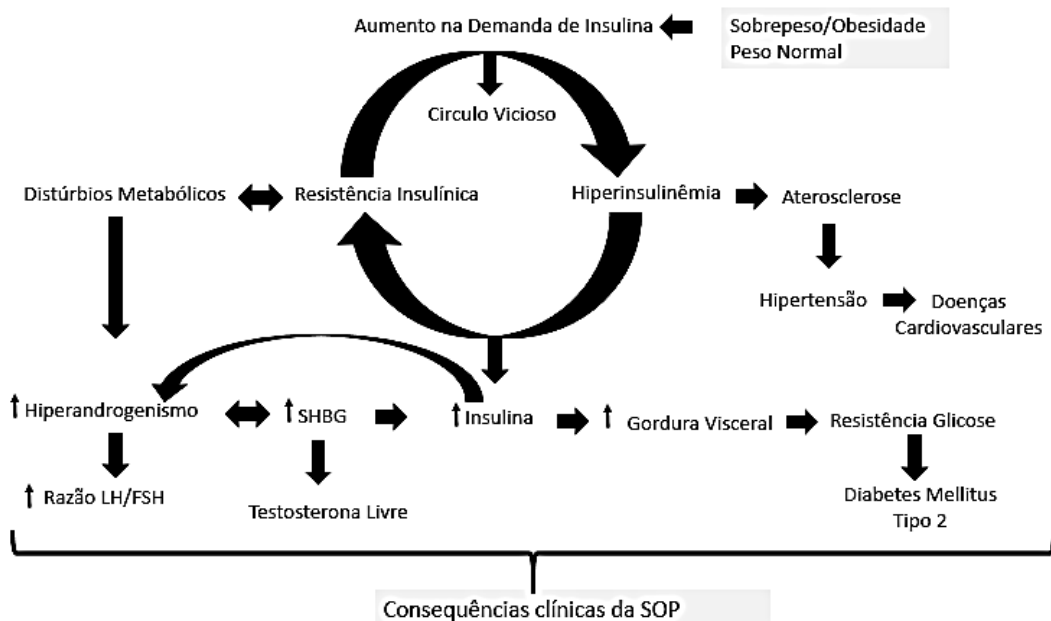 Aumento na Demanda de Insulina
Sobrepeso/Obesidade
Peso Normal
Circulo Vicioso
Distúrbios Metabólicos
Resistência Insulínica
Hiperinsulinêmia
Aterosclerose
Hipertensão
Doenças
Cardiovasculares
↑ Hiperandrogenismo
↑ SHBG
↑ Insulina
↑ Gordura Visceral
Resistência Glicose
↑ Razão LH/FSH
Testosterona Livre
Diabetes Mellitus
Tipo 2
Consequências clínicas da SOP